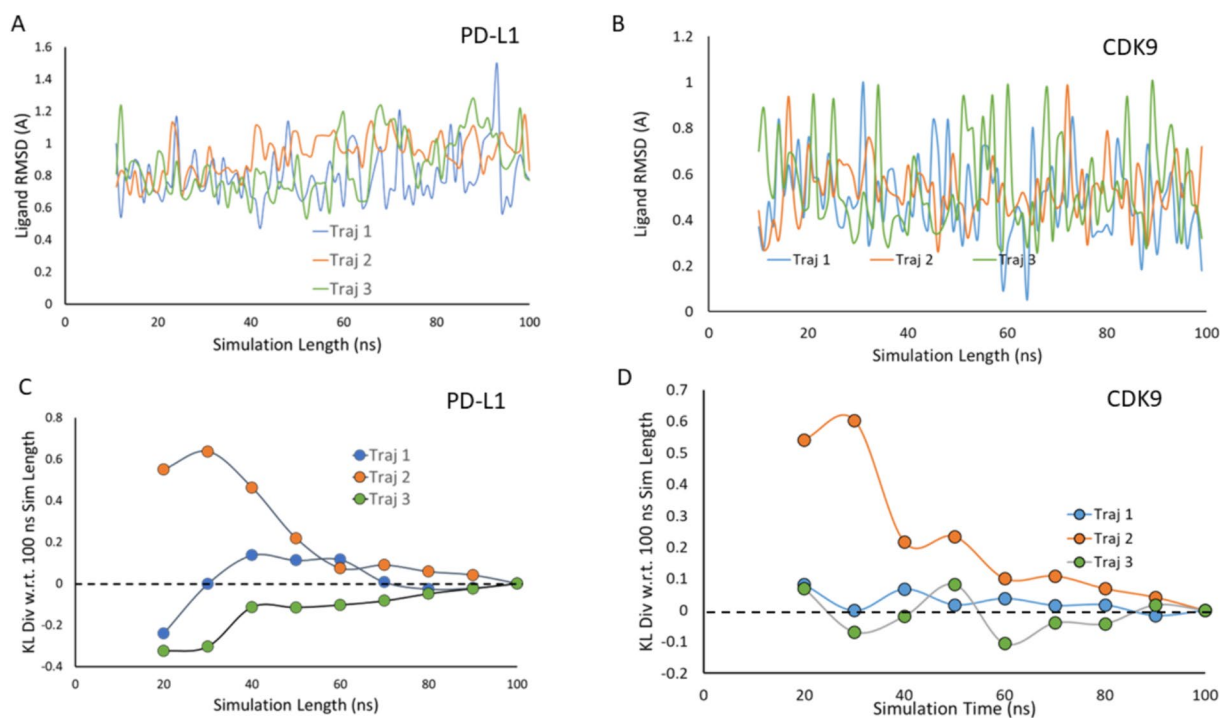 A
PD-L1
Ligand RMSD (A)
1.6
1.4
1.2
1
0.8
0.6
0.4
0.2
0
Traj 1
Traj 2
Traj 3
0
20
40
60
80
100
Simulation Length (ns)
B
CDK9
Ligand RMSD (A)
1.2
1
0.8
0.6
0.4
0.2
0
Traj 1 Traj 2 Traj 3
0
20
40
60
80
100
Simulation Length (ns)
C
PD-L1
KL Div w.r.t. 100 ns Sim Length
0.8
0.6
0.4
0.2
0
-0.2
-0.4
Traj 1
Traj 2
Traj 3
0
20
40
60
80
100
Simulation Length (ns)
D
CDK9
KL Div w.r.t. 100 ns Sim Length
0.7
0.6
0.5
0.4
0.3
0.2
0.1
0
-0.1
-0.2
Traj 1
Traj 2
Traj 3
0
20
40
60
80
100
Simulation Time (ns)